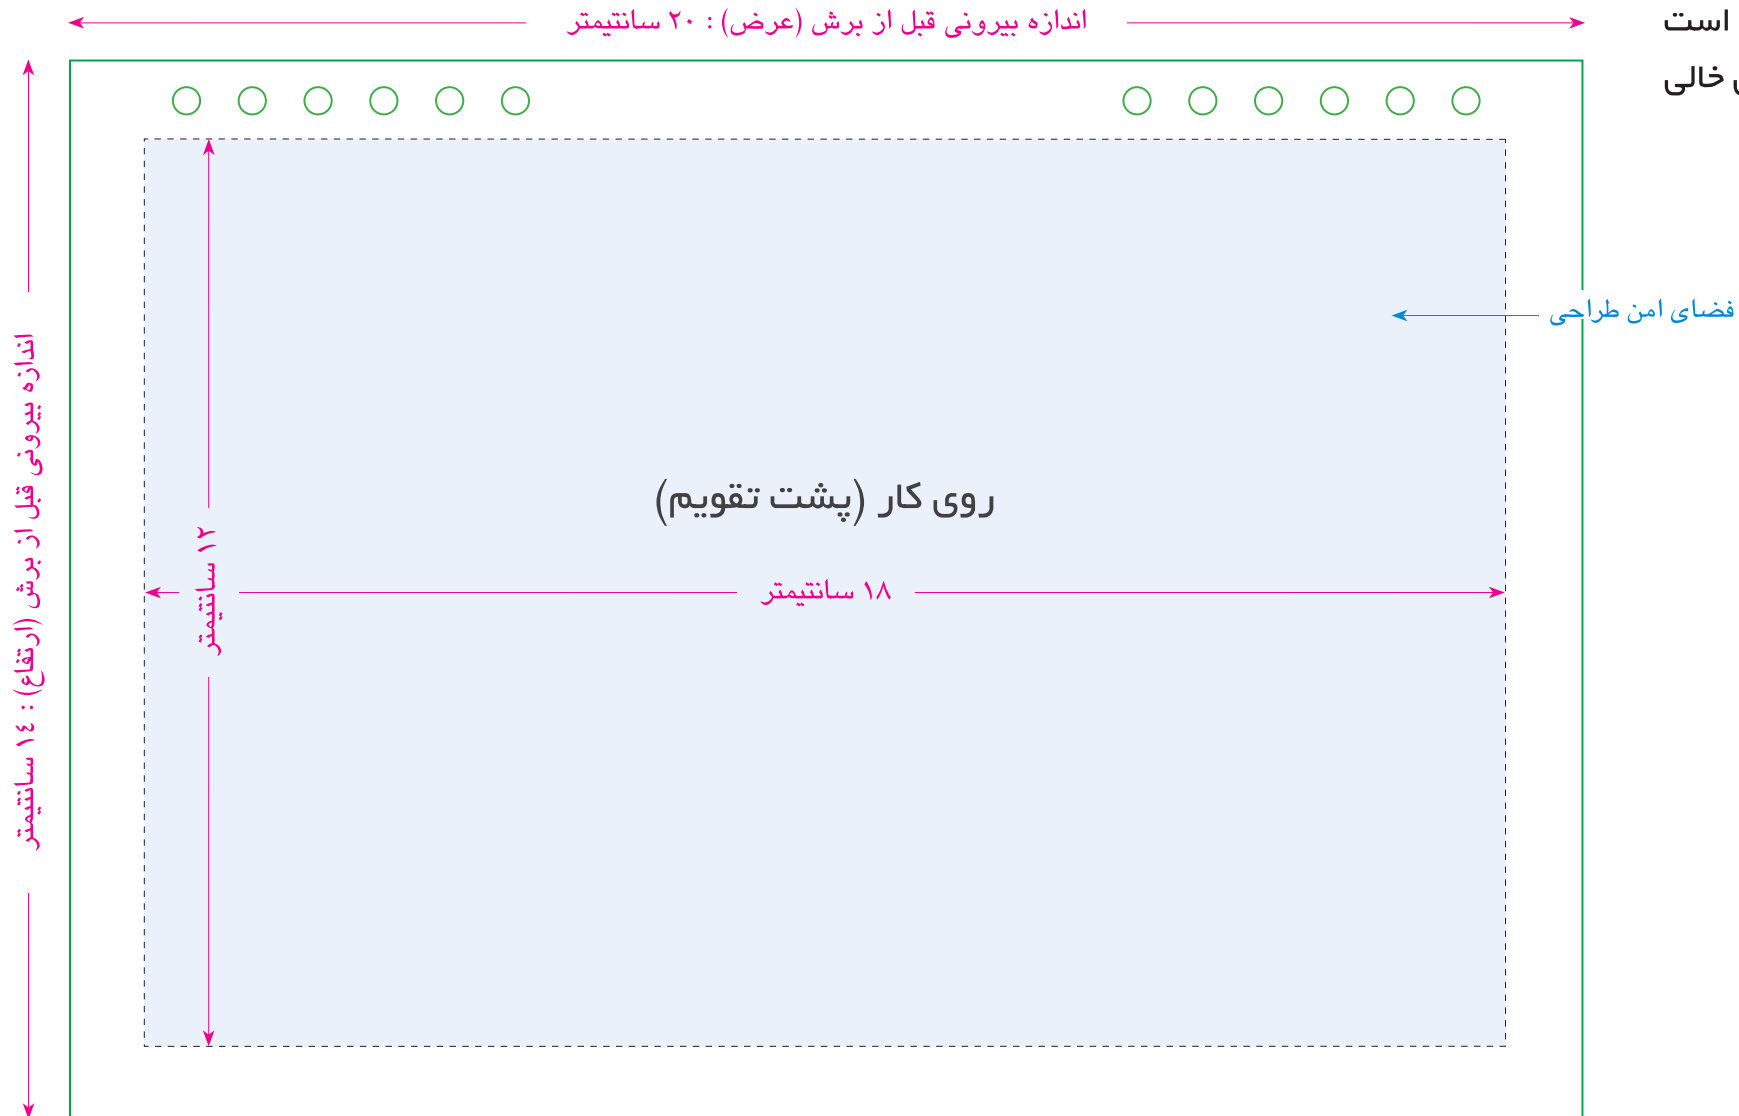 اندازه بیرونی قبل از برش (عرض) : ۲۰ سانتیمتر
است
خالی
فضای امن طراحی
روی کار (پشت تقویم)
۱۸ سانتیمتر
۱۲ سانتیمتر
اندازه بیرونی قبل از برش (ارتفاع) : ١٤ سانتیمتر